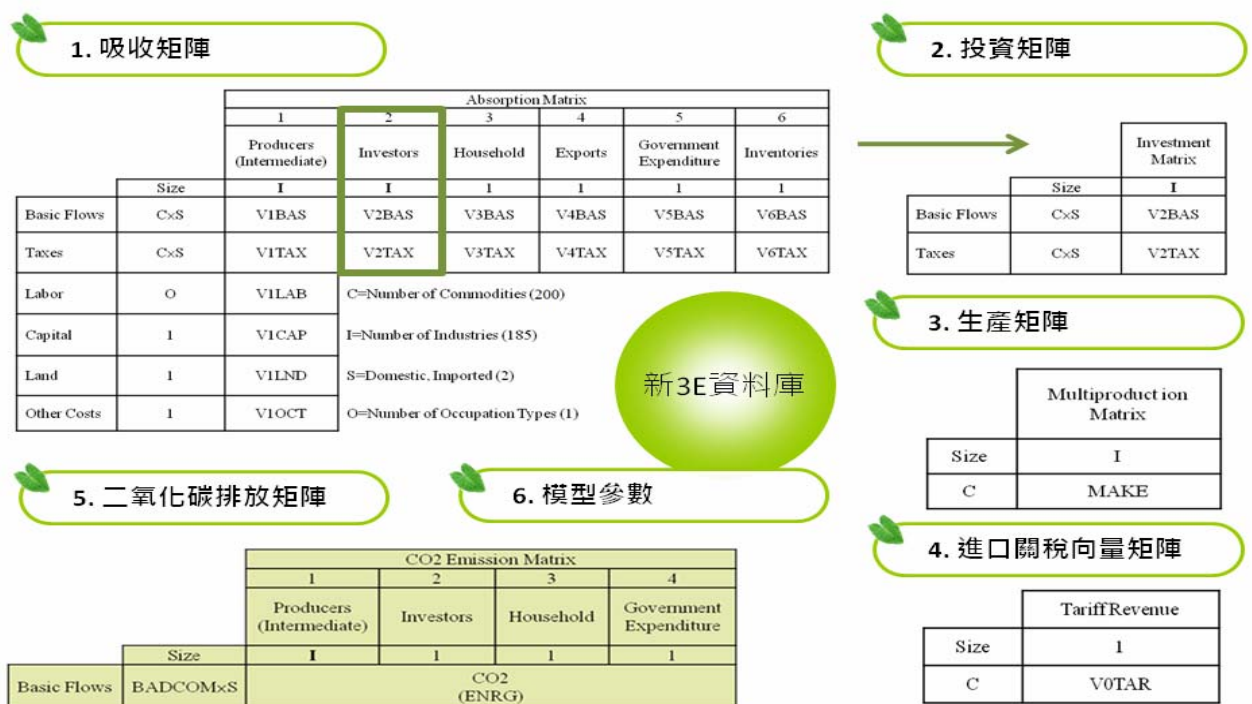 1. 吸收矩陣
Absorption Matrix
1 2 3 4 5 6
Producers (Intermediate) Investors Household Exports Government Expenditure Inventories
Size I I 1 1 1 1
Basic Flows C×S V1BAS V2BAS V3BAS V4BAS V5BAS V6BAS
Taxes C×S V1TAX V2TAX V3TAX V4TAX V5TAX V6TAX
Labor O V1LAB C=Number of Commodities (200)
Capital 1 V1CAP I=Number of Industries (185)
Land 1 V1LND S=Domestic, Imported (2)
Other Costs 1 V1OCT O=Number of Occupation Types (1)
新3E資料庫
2. 投資矩陣
Investment Matrix
Size I
Basic Flows C×S V2BAS
Taxes C×S V2TAX
3. 生產矩陣
Multiproduct ion Matrix
Size I
C MAKE
4. 進口關稅向量矩陣
Tariff Revenue
Size 1
C V0TAR
5. 二氧化碳排放矩陣
CO2 Emission Matrix
1 2 3 4
Producers (Intermediate) Investors Household Government Expenditure
Size I 1 1 1
Basic Flows BADCOM×S CO2
(ENRG)
6. 模型參數